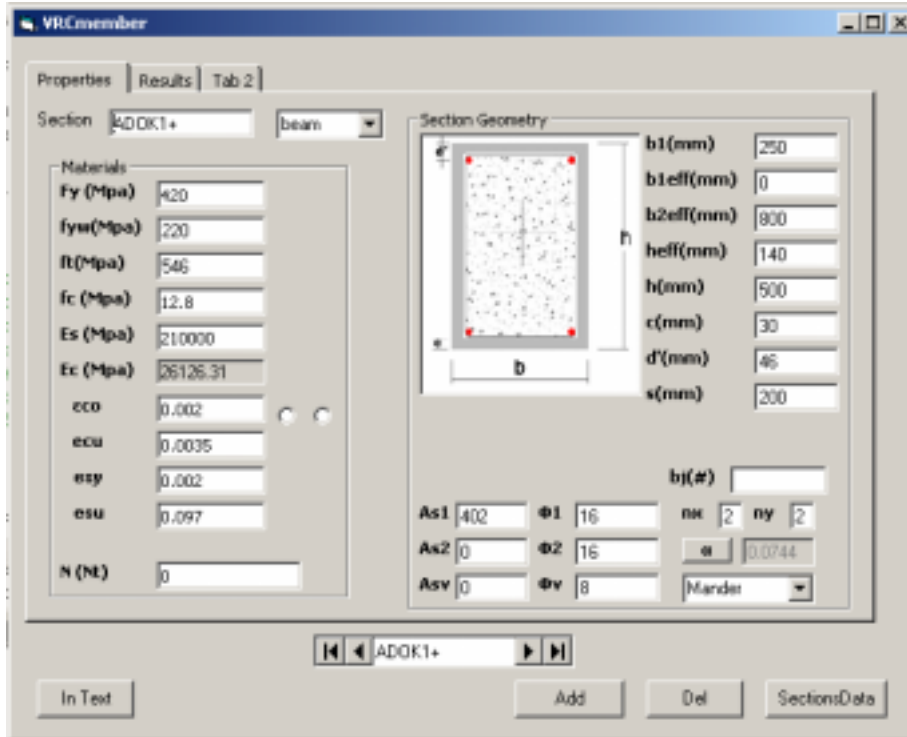 VRCmember
Properties Results Tab 2
Section ADOK1+ beam
Materials
Fy (Mpa) 420
fyw(Mpa) 220
ft(Mpa) 546
fc (Mpa) 12.8
Es (Mpa) 210000
Ec (Mpa) 26126.31
εco 0.002
ecu 0.0035
esy 0.002
esu 0.097
N (Nt) 0
Section Geometry
h
b
b1(mm) 250
b1eff(mm) 0
b2eff(mm) 800
heff(mm) 140
h(mm) 500
c(mm) 30
d'(mm) 46
s(mm) 200
bj(#)
As1 402 Φ1 16 nx 2 ny 2
As2 0 Φ2 16 0.0744
Asv 0 Φv 8 Mander
ADOK1+
In Text Add Del SectionsData